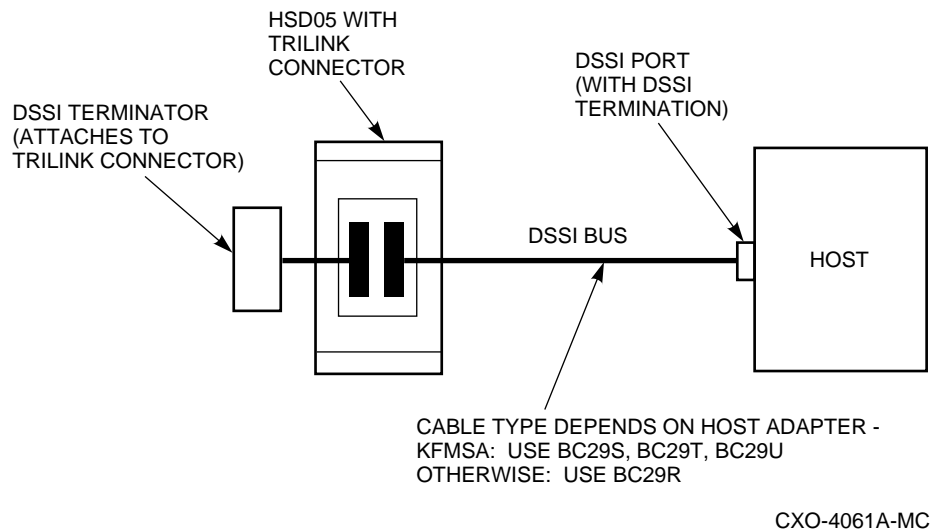 HSD05 WITH
TRILINK
CONNECTOR
DSSI PORT
(WITH DSSI
TERMINATION)
DSSI TERMINATOR
(ATTACHES TO
TRILINK CONNECTOR)
DSSI BUS
HOST
CABLE TYPE DEPENDS ON HOST ADAPTER -
KFMSA: USE BC29S, BC29T, BC29U
OTHERWISE: USE BC29R
CXO-4061A-MC